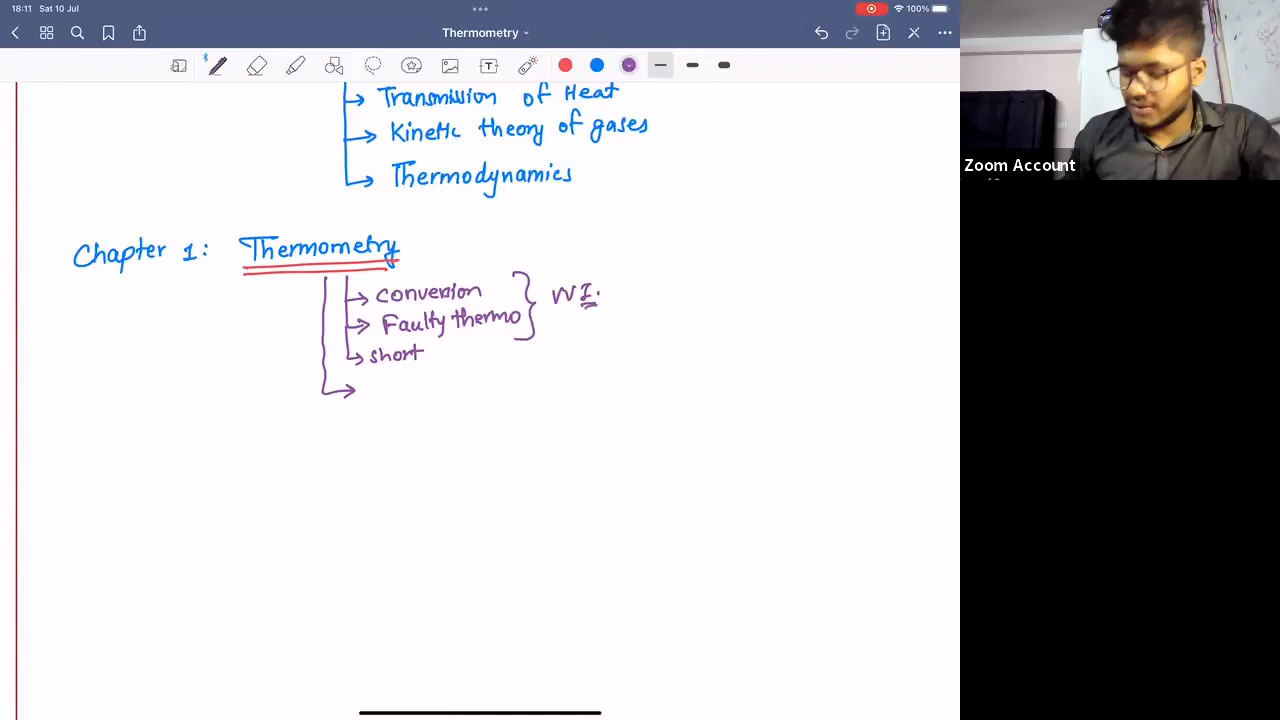 18:11 Sat 10 Jul
100%
Thermometry
Transmission of Heat
Kinetic theory of gases
Thermodynamics
Zoom Account
Chapter 1: Thermometry
conversion
Faulty thermo
VVI.
short